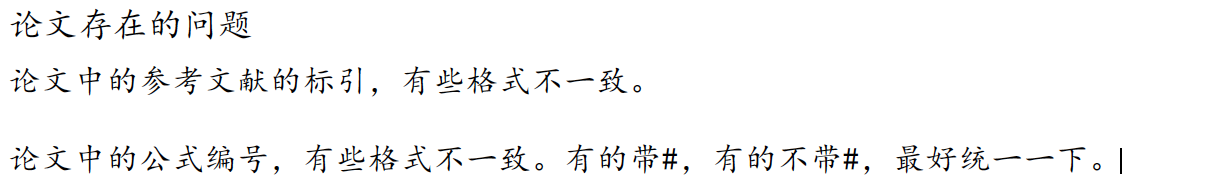 论文存在的问题
论文中的参考文献的标引，有些格式不一致。
论文中的公式编号，有些格式不一致。有的带#，有的不带#，最好统一一下。